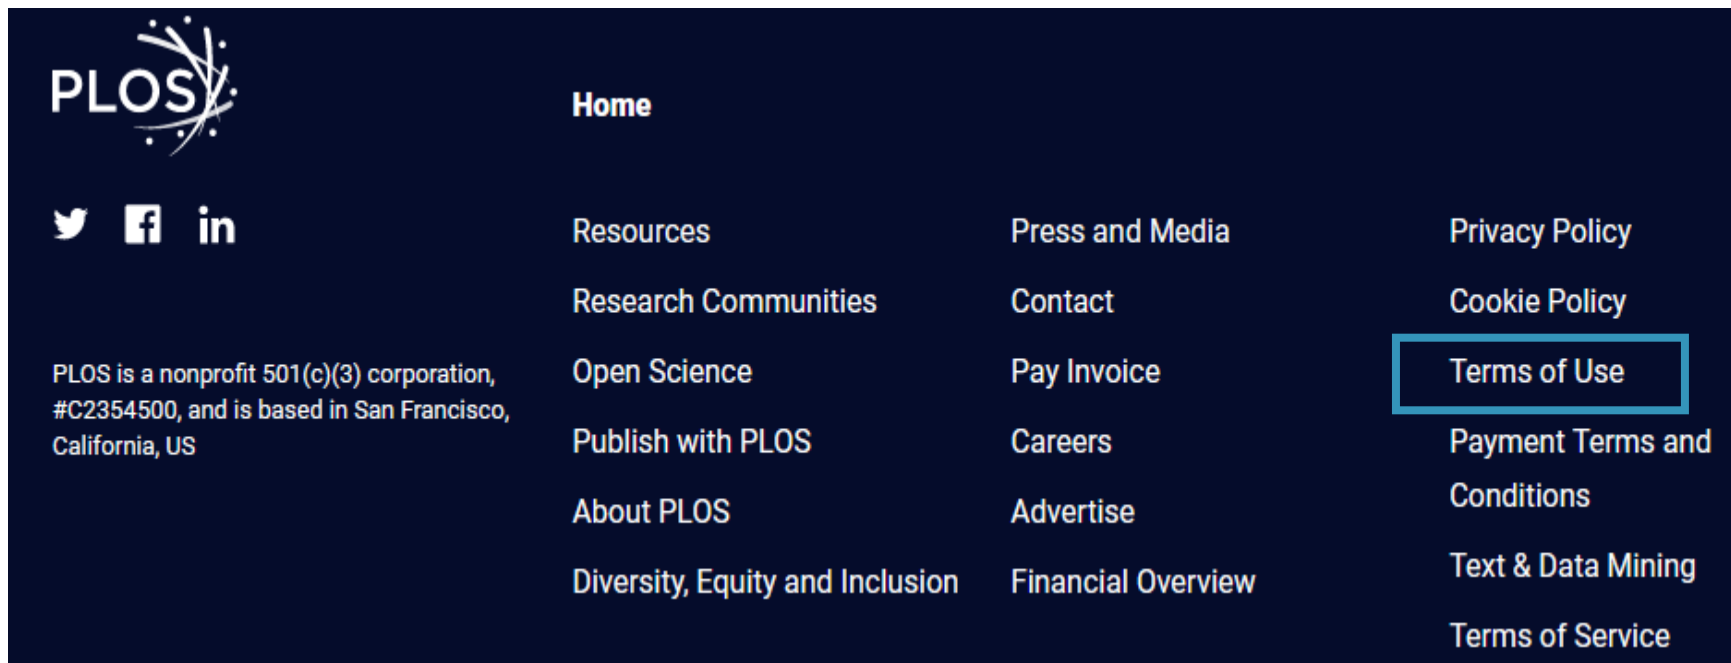 PLOS
Home
in
PLOS is a nonprofit 501(c)(3) corporation,
#C2354500, and is based in San Francisco,
California, US
Resources
Research Communities
Open Science
Publish with PLOS
About PLOS
Diversity, Equity and Inclusion
Press and Media
Contact
Pay Invoice
Careers
Advertise
Financial Overview
Privacy Policy
Cookie Policy
Terms of Use
Payment Terms and
Conditions
Text & Data Mining
Terms of Service